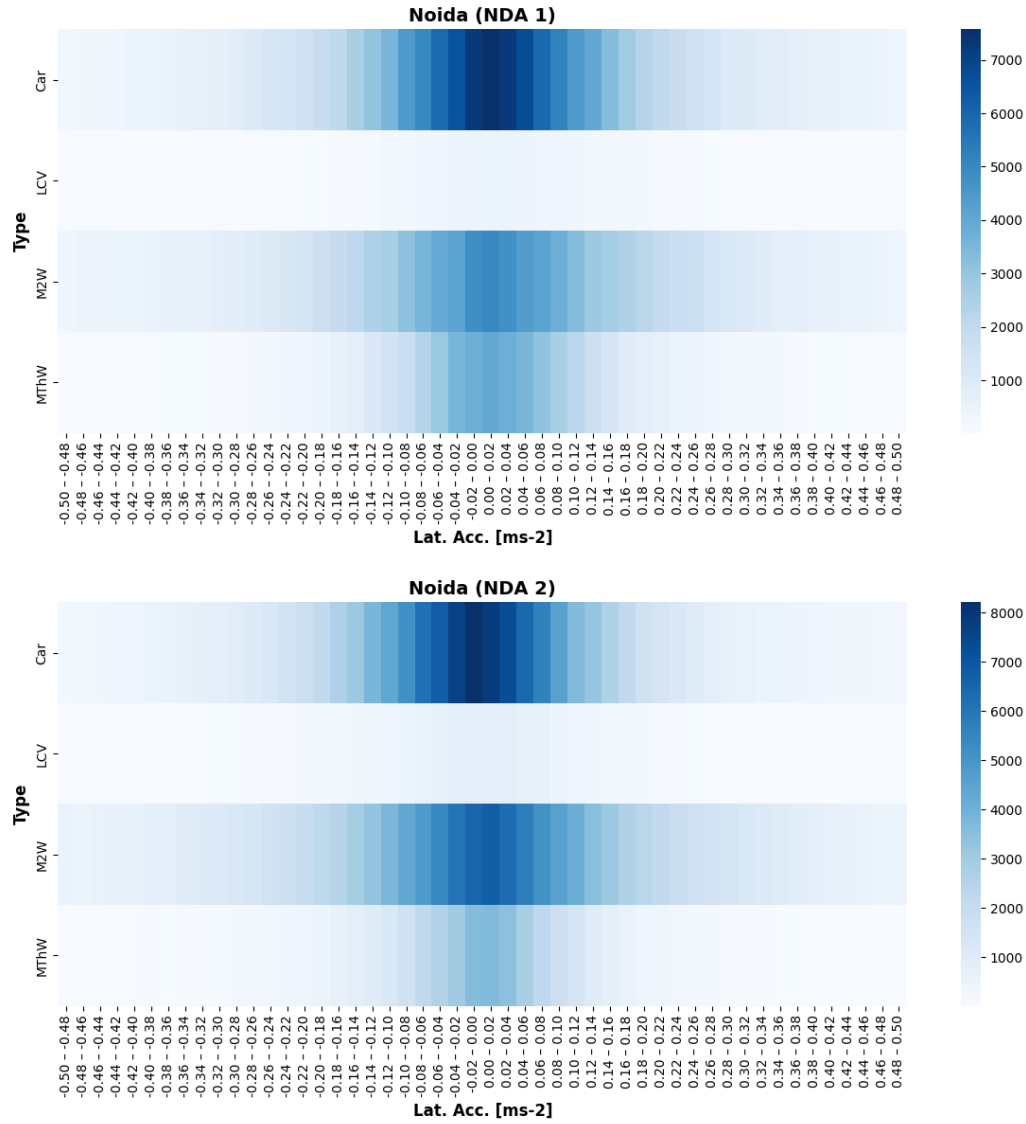 Noida (NDA 1)
Type
Car
LCV
M2W
MThW
7000
6000
5000
4000
3000
2000
1000
-0.50 – -0.48
-0.48 – -0.46
-0.46 – -0.44
-0.44 – -0.42
-0.42 – -0.40
-0.40 – -0.38
-0.38 – -0.36
-0.36 – -0.34
-0.34 – -0.32
-0.32 – -0.30
-0.30 – -0.28
-0.28 – -0.26
-0.26 – -0.24
-0.24 – -0.22
-0.22 – -0.20
-0.20 – -0.18
-0.18 – -0.16
-0.16 – -0.14
-0.14 – -0.12
-0.12 – -0.10
-0.10 – -0.08
-0.08 – -0.06
-0.06 – -0.04
-0.04 – -0.02
-0.02 – 0.00
0.00 – 0.02
0.02 – 0.04
0.04 – 0.06
0.06 – 0.08
0.08 – 0.10
0.10 – 0.12
0.12 – 0.14
0.14 – 0.16
0.16 – 0.18
0.18 – 0.20
0.20 – 0.22
0.22 – 0.24
0.24 – 0.26
0.26 – 0.28
0.28 – 0.30
0.30 – 0.32
0.32 – 0.34
0.34 – 0.36
0.36 – 0.38
0.38 – 0.40
0.40 – 0.42
0.42 – 0.44
0.44 – 0.46
0.46 – 0.48
0.48 – 0.50
Lat. Acc. [ms-2]
Noida (NDA 2)
Type
Car
LCV
M2W
MThW
8000
7000
6000
5000
4000
3000
2000
1000
-0.50 – -0.48
-0.48 – -0.46
-0.46 – -0.44
-0.44 – -0.42
-0.42 – -0.40
-0.40 – -0.38
-0.38 – -0.36
-0.36 – -0.34
-0.34 – -0.32
-0.32 – -0.30
-0.30 – -0.28
-0.28 – -0.26
-0.26 – -0.24
-0.24 – -0.22
-0.22 – -0.20
-0.20 – -0.18
-0.18 – -0.16
-0.16 – -0.14
-0.14 – -0.12
-0.12 – -0.10
-0.10 – -0.08
-0.08 – -0.06
-0.06 – -0.04
-0.04 – -0.02
-0.02 – 0.00
0.00 – 0.02
0.02 – 0.04
0.04 – 0.06
0.06 – 0.08
0.08 – 0.10
0.10 – 0.12
0.12 – 0.14
0.14 – 0.16
0.16 – 0.18
0.18 – 0.20
0.20 – 0.22
0.22 – 0.24
0.24 – 0.26
0.26 – 0.28
0.28 – 0.30
0.30 – 0.32
0.32 – 0.34
0.34 – 0.36
0.36 – 0.38
0.38 – 0.40
0.40 – 0.42
0.42 – 0.44
0.44 – 0.46
0.46 – 0.48
0.48 – 0.50
Lat. Acc. [ms-2]